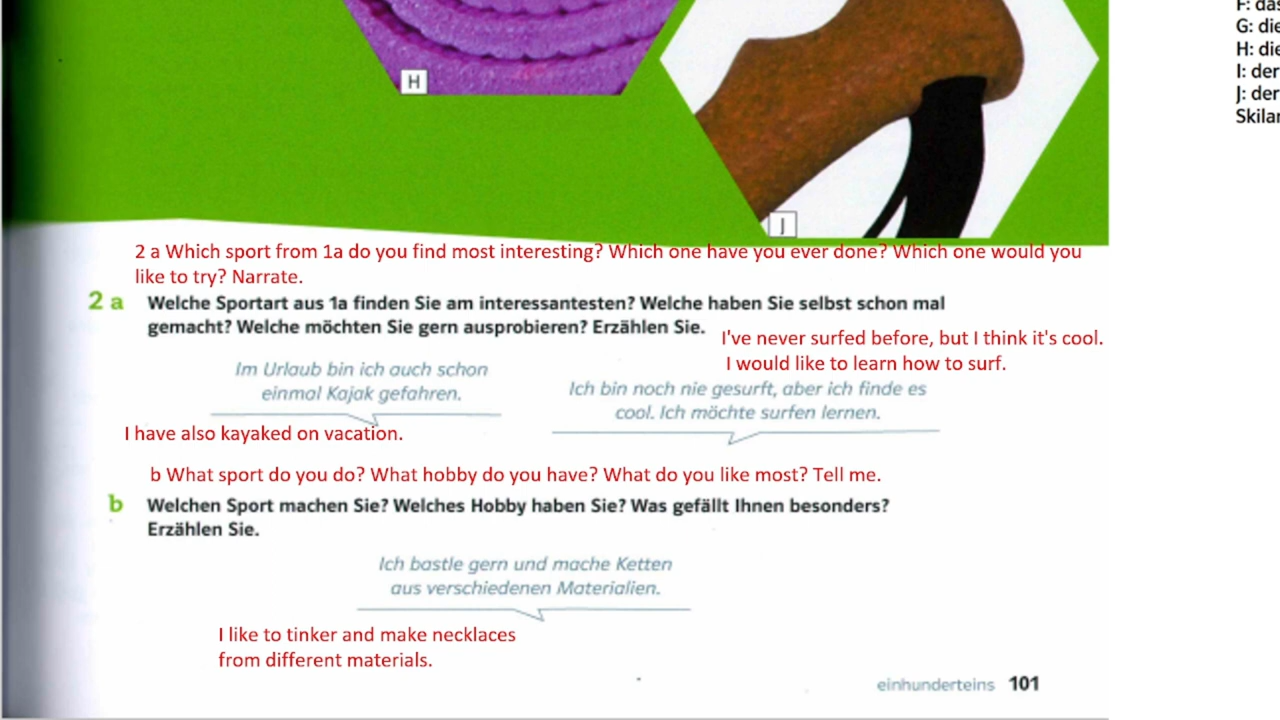 H
J
F: das
G: die
H: die
I: der
J: der
Skilan
2 a Which sport from 1a do you find most interesting? Which one have you ever done? Which one would you
like to try? Narrate.
2 a Welche Sportart aus 1a finden Sie am interessantesten? Welche haben Sie selbst schon mal
gemacht? Welche möchten Sie gern ausprobieren? Erzählen Sie.
I've never surfed before, but I think it's cool.
I would like to learn how to surf.
Im Urlaub bin ich auch schon
einmal Kajak gefahren.
Ich bin noch nie gesurft, aber ich finde es
cool. Ich möchte surfen lernen.
I have also kayaked on vacation.
b What sport do you do? What hobby do you have? What do you like most? Tell me.
b Welchen Sport machen Sie? Welches Hobby haben Sie? Was gefällt Ihnen besonders?
Erzählen Sie.
Ich bastle gern und mache Ketten
aus verschiedenen Materialien.
I like to tinker and make necklaces
from different materials.
einhunderteins 101